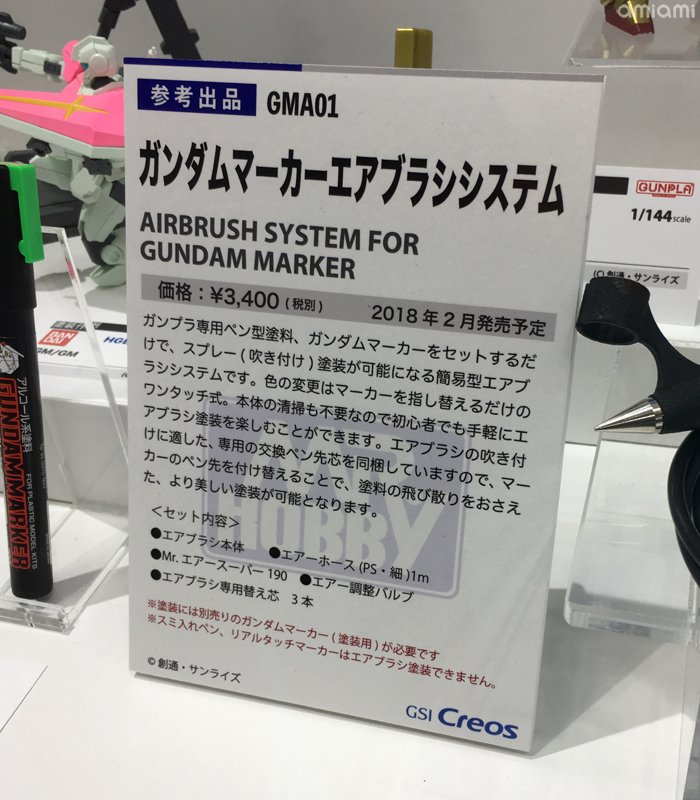 amiami
参考出品 GMA01
ガンダムマーカーエアブラシシステム
AIRBRUSH SYSTEM FOR
GUNDAM MARKER
価格：¥3,400 (税別) 2018年2月発売予定
ガンプラ専用ペン型塗料、ガンダムマーカーをセットするだ
けで、スプレー(吹き付け)塗装が可能になる簡易型エアブ
ラシシステムです。色の変更はマーカーを指し替えるだけの
ワンタッチ式。本体の清掃も不要なので初心者でも手軽にエ
アブラシ塗装を楽しむことができます。エアブラシの吹き付
けに適した、専用の交換ペン先芯を同梱していますので、マー
カーのペン先を付け替えることで、塗料の飛び散りをおさえ
た、より美しい塗装が可能となります。
MR.
HOBBY
＜セット内容＞
●エアブラシ本体 ●エアーホース(PS・細)1m
●Mr.エアースーパー190 ●エアー調整バルブ
●エアブラシ専用替え芯 3本
※塗装には別売りのガンダムマーカー(塗装用)が必要です
※スミ入れペン、リアルタッチマーカーはエアブラシ塗装できません。
© 創通・サンライズ
GSI Creos
アルコール系塗料
GUNDAM MARKER
FOR PLASTIC MODEL KITS
BANDAI
GM/GM
GUNPLA
1/144 scale
(C) 創通・サンライズ